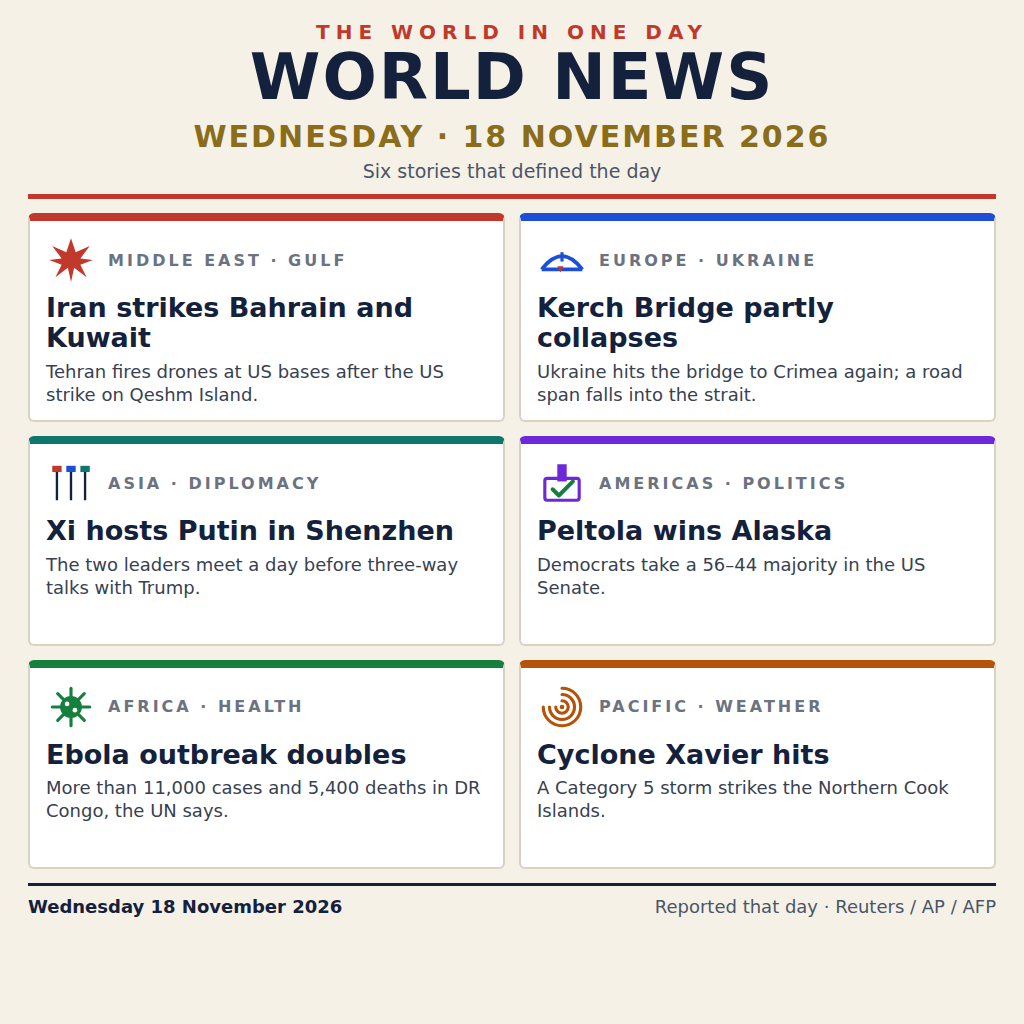 THE WORLD IN ONE DAY
WORLD NEWS
WEDNESDAY · 18 NOVEMBER 2026
Six stories that defined the day
MIDDLE EAST · GULF
Iran strikes Bahrain and
Kuwait
Tehran fires drones at US bases after the US
strike on Qeshm Island.
EUROPE · UKRAINE
Kerch Bridge partly
collapses
Ukraine hits the bridge to Crimea again; a road
span falls into the strait.
ASIA · DIPLOMACY
Xi hosts Putin in Shenzhen
The two leaders meet a day before three-way
talks with Trump.
AMERICAS · POLITICS
Peltola wins Alaska
Democrats take a 56–44 majority in the US
Senate.
AFRICA · HEALTH
Ebola outbreak doubles
More than 11,000 cases and 5,400 deaths in DR
Congo, the UN says.
PACIFIC · WEATHER
Cyclone Xavier hits
A Category 5 storm strikes the Northern Cook
Islands.
Wednesday 18 November 2026
Reported that day · Reuters / AP / AFP